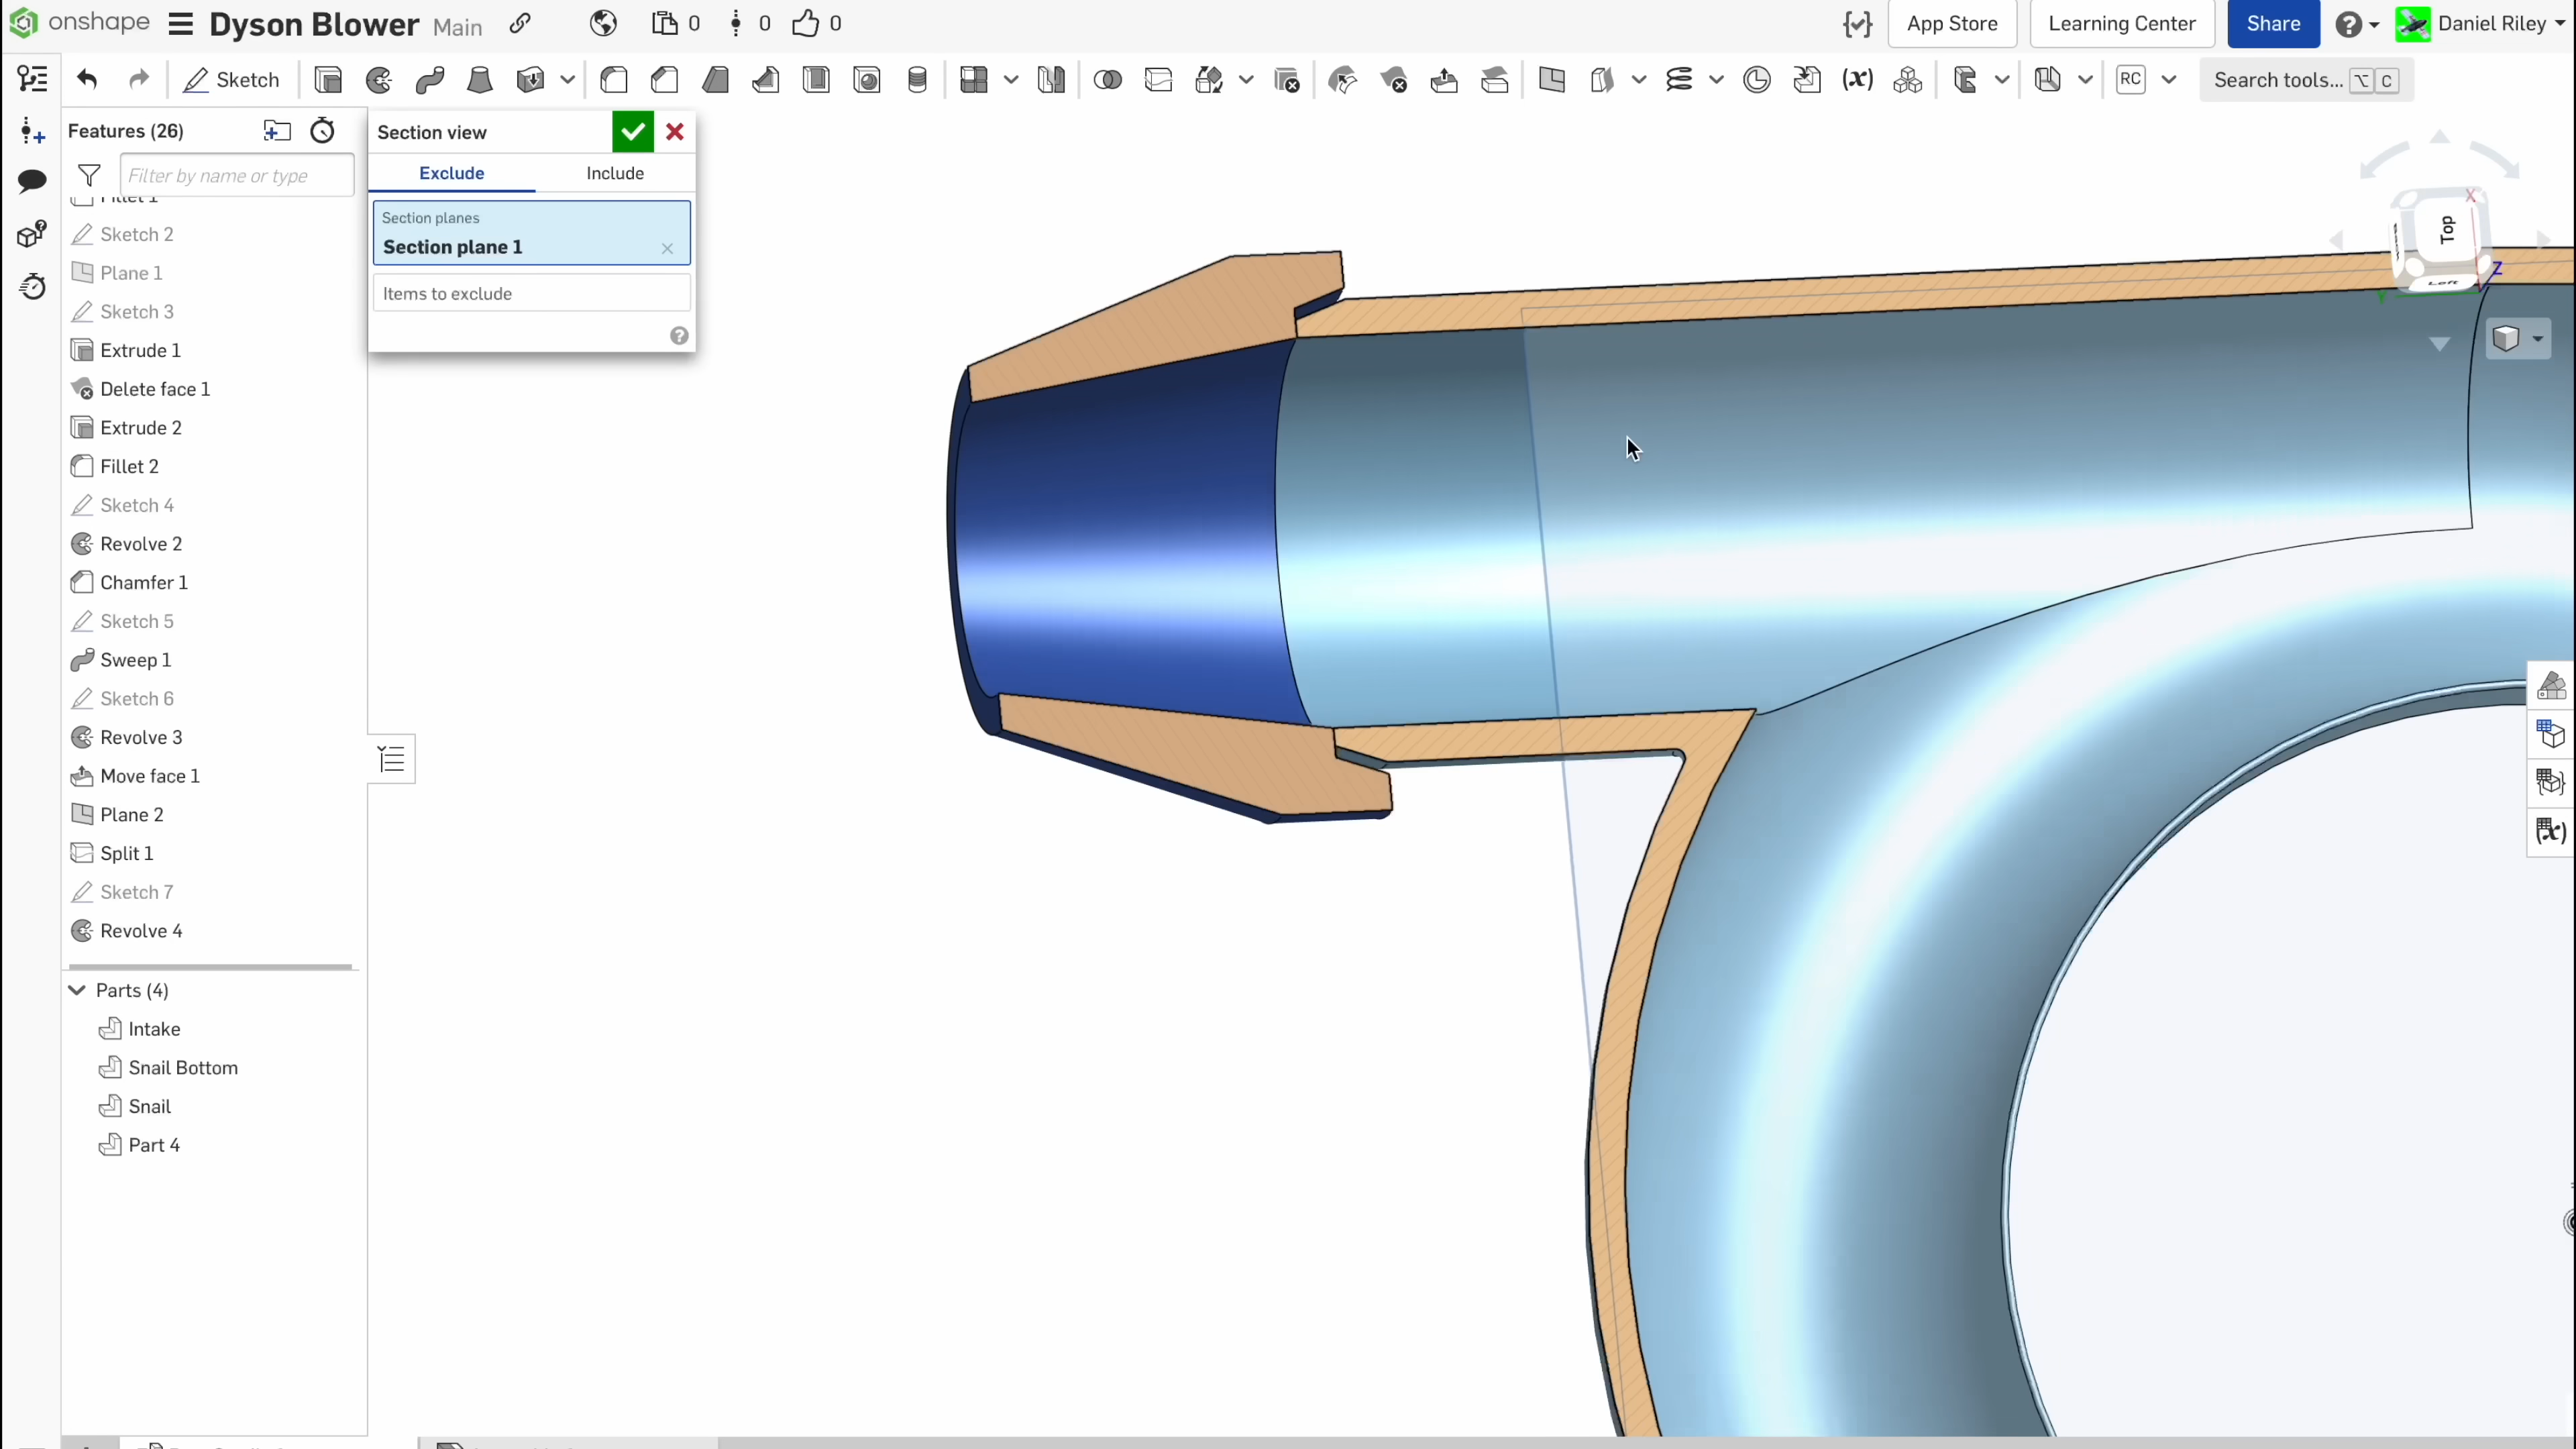 onshape Dyson Blower Main 0 0 0 App Store Learning Center Share Daniel Riley
Sketch RC Search tools... ⌥ C
Features (26)
Filter by name or type
Fillet 1
Sketch 2
Plane 1
Sketch 3
Extrude 1
Delete face 1
Extrude 2
Fillet 2
Sketch 4
Revolve 2
Chamfer 1
Sketch 5
Sweep 1
Sketch 6
Revolve 3
Move face 1
Plane 2
Split 1
Sketch 7
Revolve 4
Parts (4)
Intake
Snail Bottom
Snail
Part 4
Section view
Exclude Include
Section planes
Section plane 1
Items to exclude
X
Top
Z
Left
Y